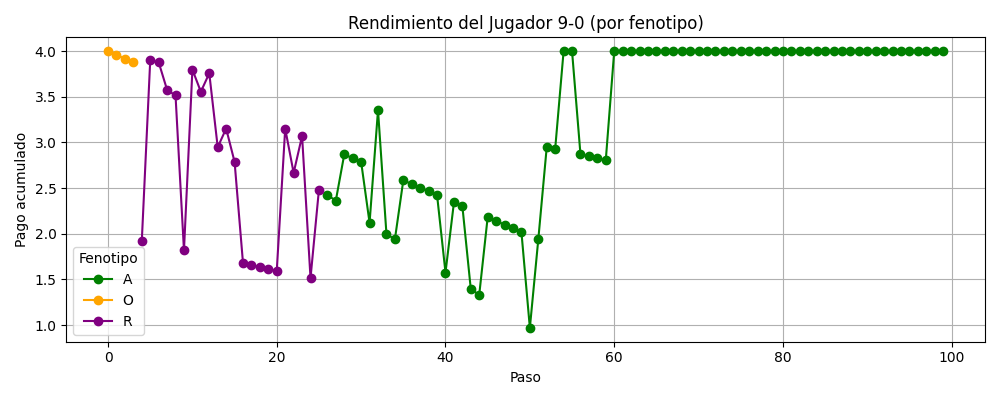 Rendimiento del Jugador 9-0 (por fenotipo)
Pago acumulado
4.0
3.5
3.0
2.5
2.0
1.5
1.0
Fenotipo
A
O
R
0 20 40 60 80 100
Paso